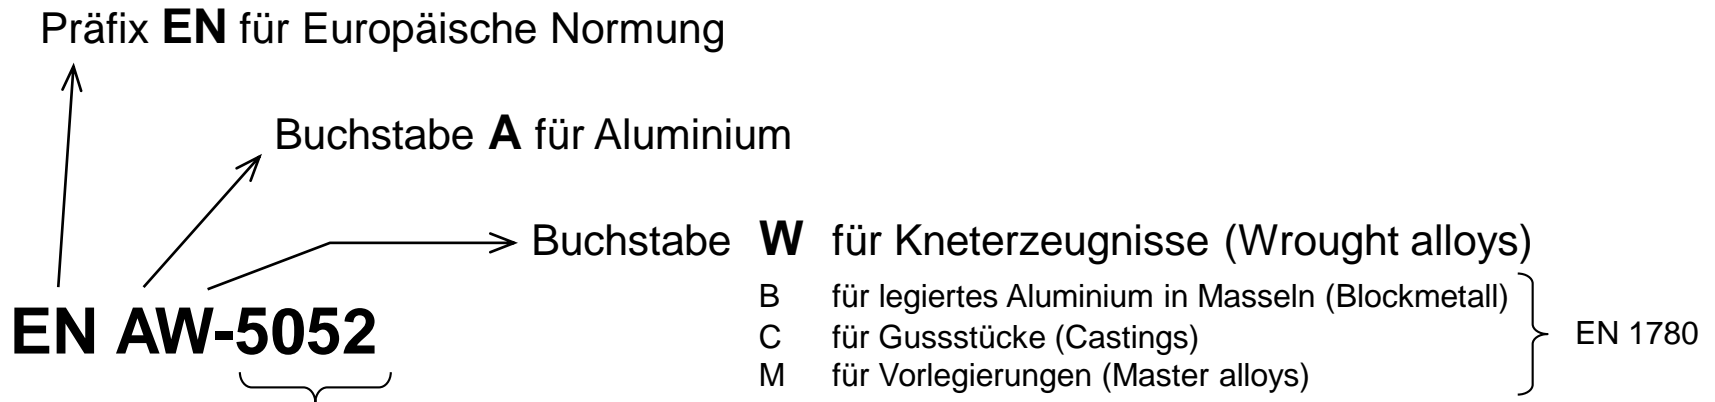 Präfix EN für Europäische Normung
Buchstabe A für Aluminium
Buchstabe W für Kneterzeugnisse (Wrought alloys)
B für legiertes Aluminium in Masseln (Blockmetall)
EN AW-5052
C für Gussstücke (Castings)
EN 1780
M für Vorlegierungen (Master alloys)